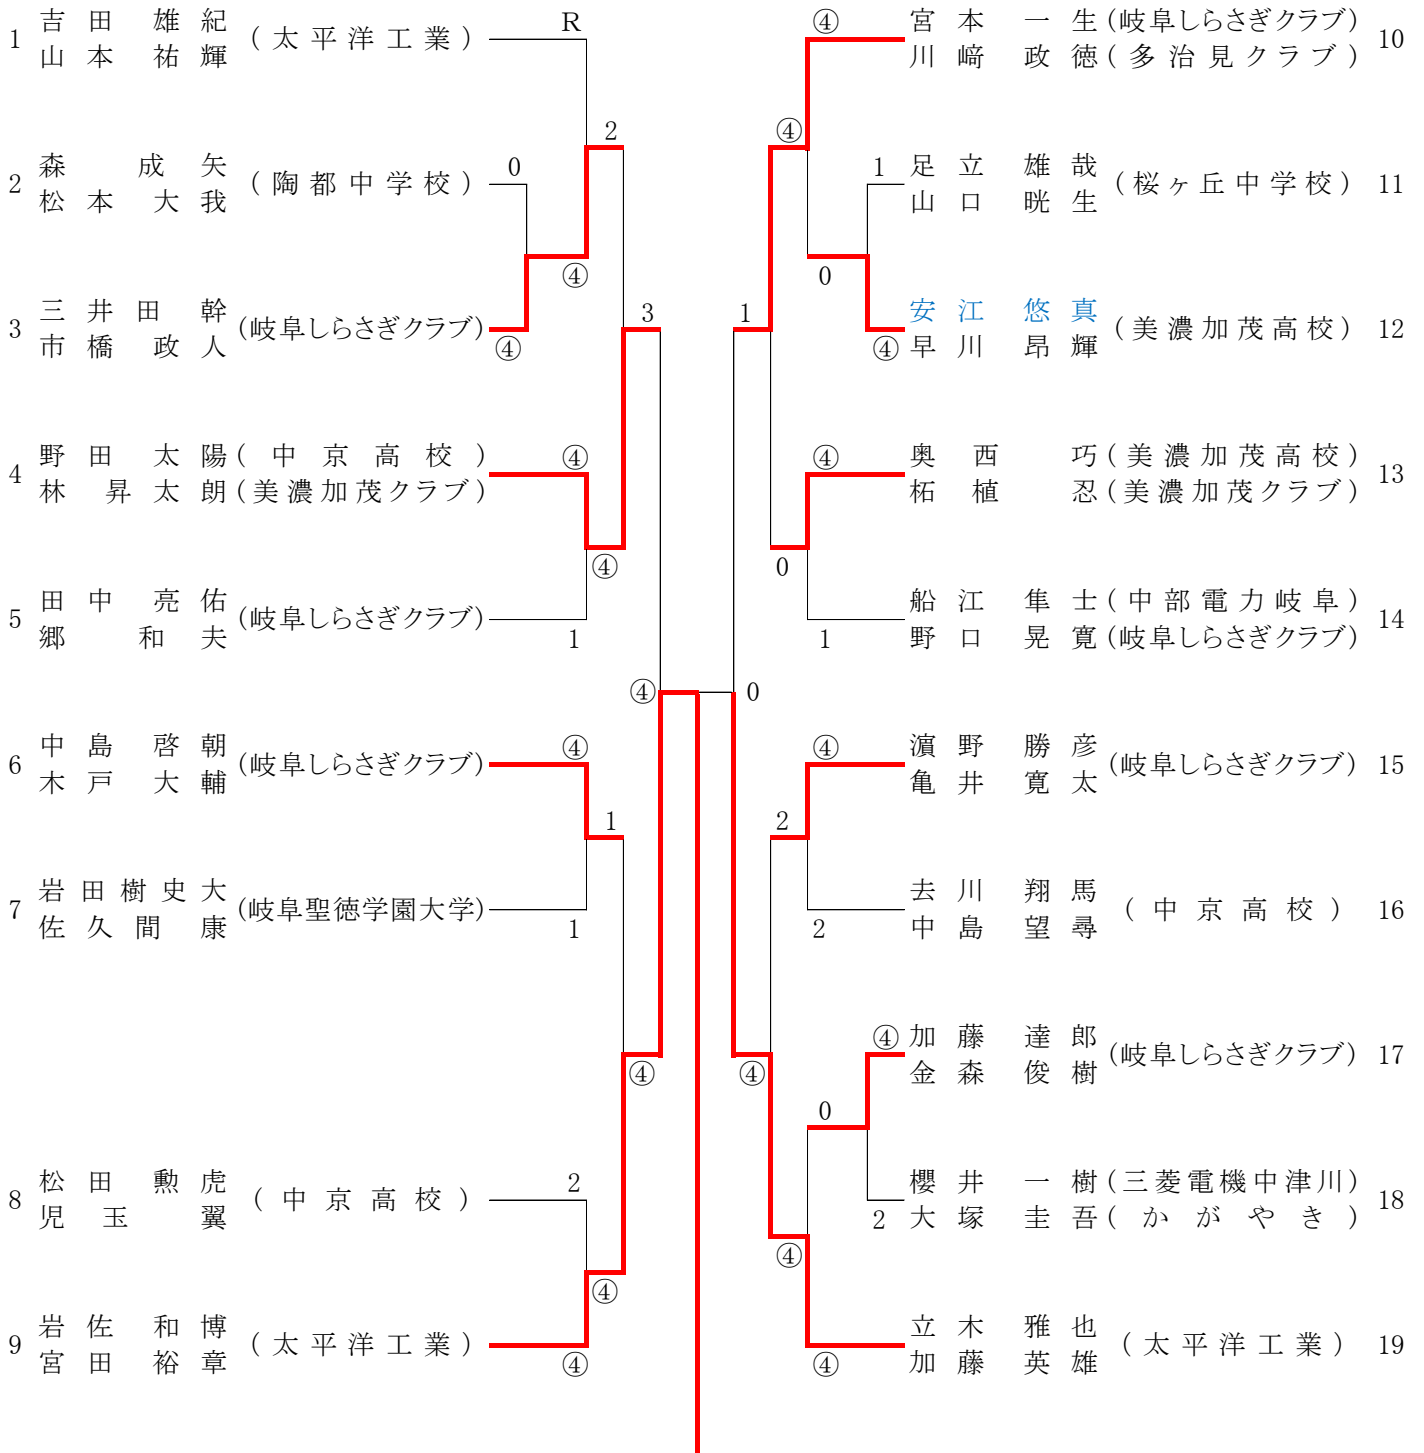 1 吉田 雄紀 (太平洋工業) R
山本 祐輝
2
2 森 成矢 (陶都中学校) 0
松本 大我
④
3 三井田 幹 (岐阜しらさぎクラブ) ④
市橋 政人
3
4 野田 太陽 (中京高校) ④
林 昇太朗 (美濃加茂クラブ)
④
5 田中 亮佑 (岐阜しらさぎクラブ) 1
郷 和夫
④
6 中島 啓朝 (岐阜しらさぎクラブ) ④
木戸 大輔
1
7 岩田 樹史大 (岐阜聖徳学園大学) 1
佐久間 康
④
8 松田 勲虎 (中京高校) 2
児玉 翼
④
9 岩佐 和博 (太平洋工業) ④
宮田 裕章
④ 宮本 一生 (岐阜しらさぎクラブ) 10
川﨑 政徳 (多治見クラブ)
④
1 足立 雄哉 (桜ヶ丘中学校) 11
山口 晄生
0
④ 安江 悠真 (美濃加茂高校) 12
早川 昂輝
1
④ 奥西 巧 (美濃加茂高校) 13
柘植 忍 (美濃加茂クラブ)
0
1 船江 隼士 (中部電力岐阜) 14
野口 晃寛 (岐阜しらさぎクラブ)
0
④ 濵野 勝彦 (岐阜しらさぎクラブ) 15
亀井 寛太
2
2 去川 翔馬 (中京高校) 16
中島 望尋
④
④ 加藤 達郎 (岐阜しらさぎクラブ) 17
金森 俊樹
0
2 櫻井 一樹 (三菱電機中津川) 18
大塚 圭吾 (かがやき)
④
④ 立木 雅也 (太平洋工業) 19
加藤 英雄